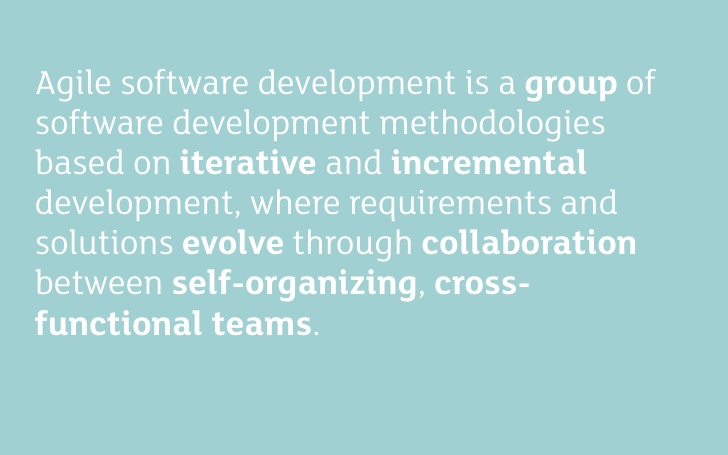 Agile software development is a group of
software development methodologies
based on iterative and incremental
development, where requirements and
solutions evolve through collaboration
between self-organizing, cross-
functional teams.